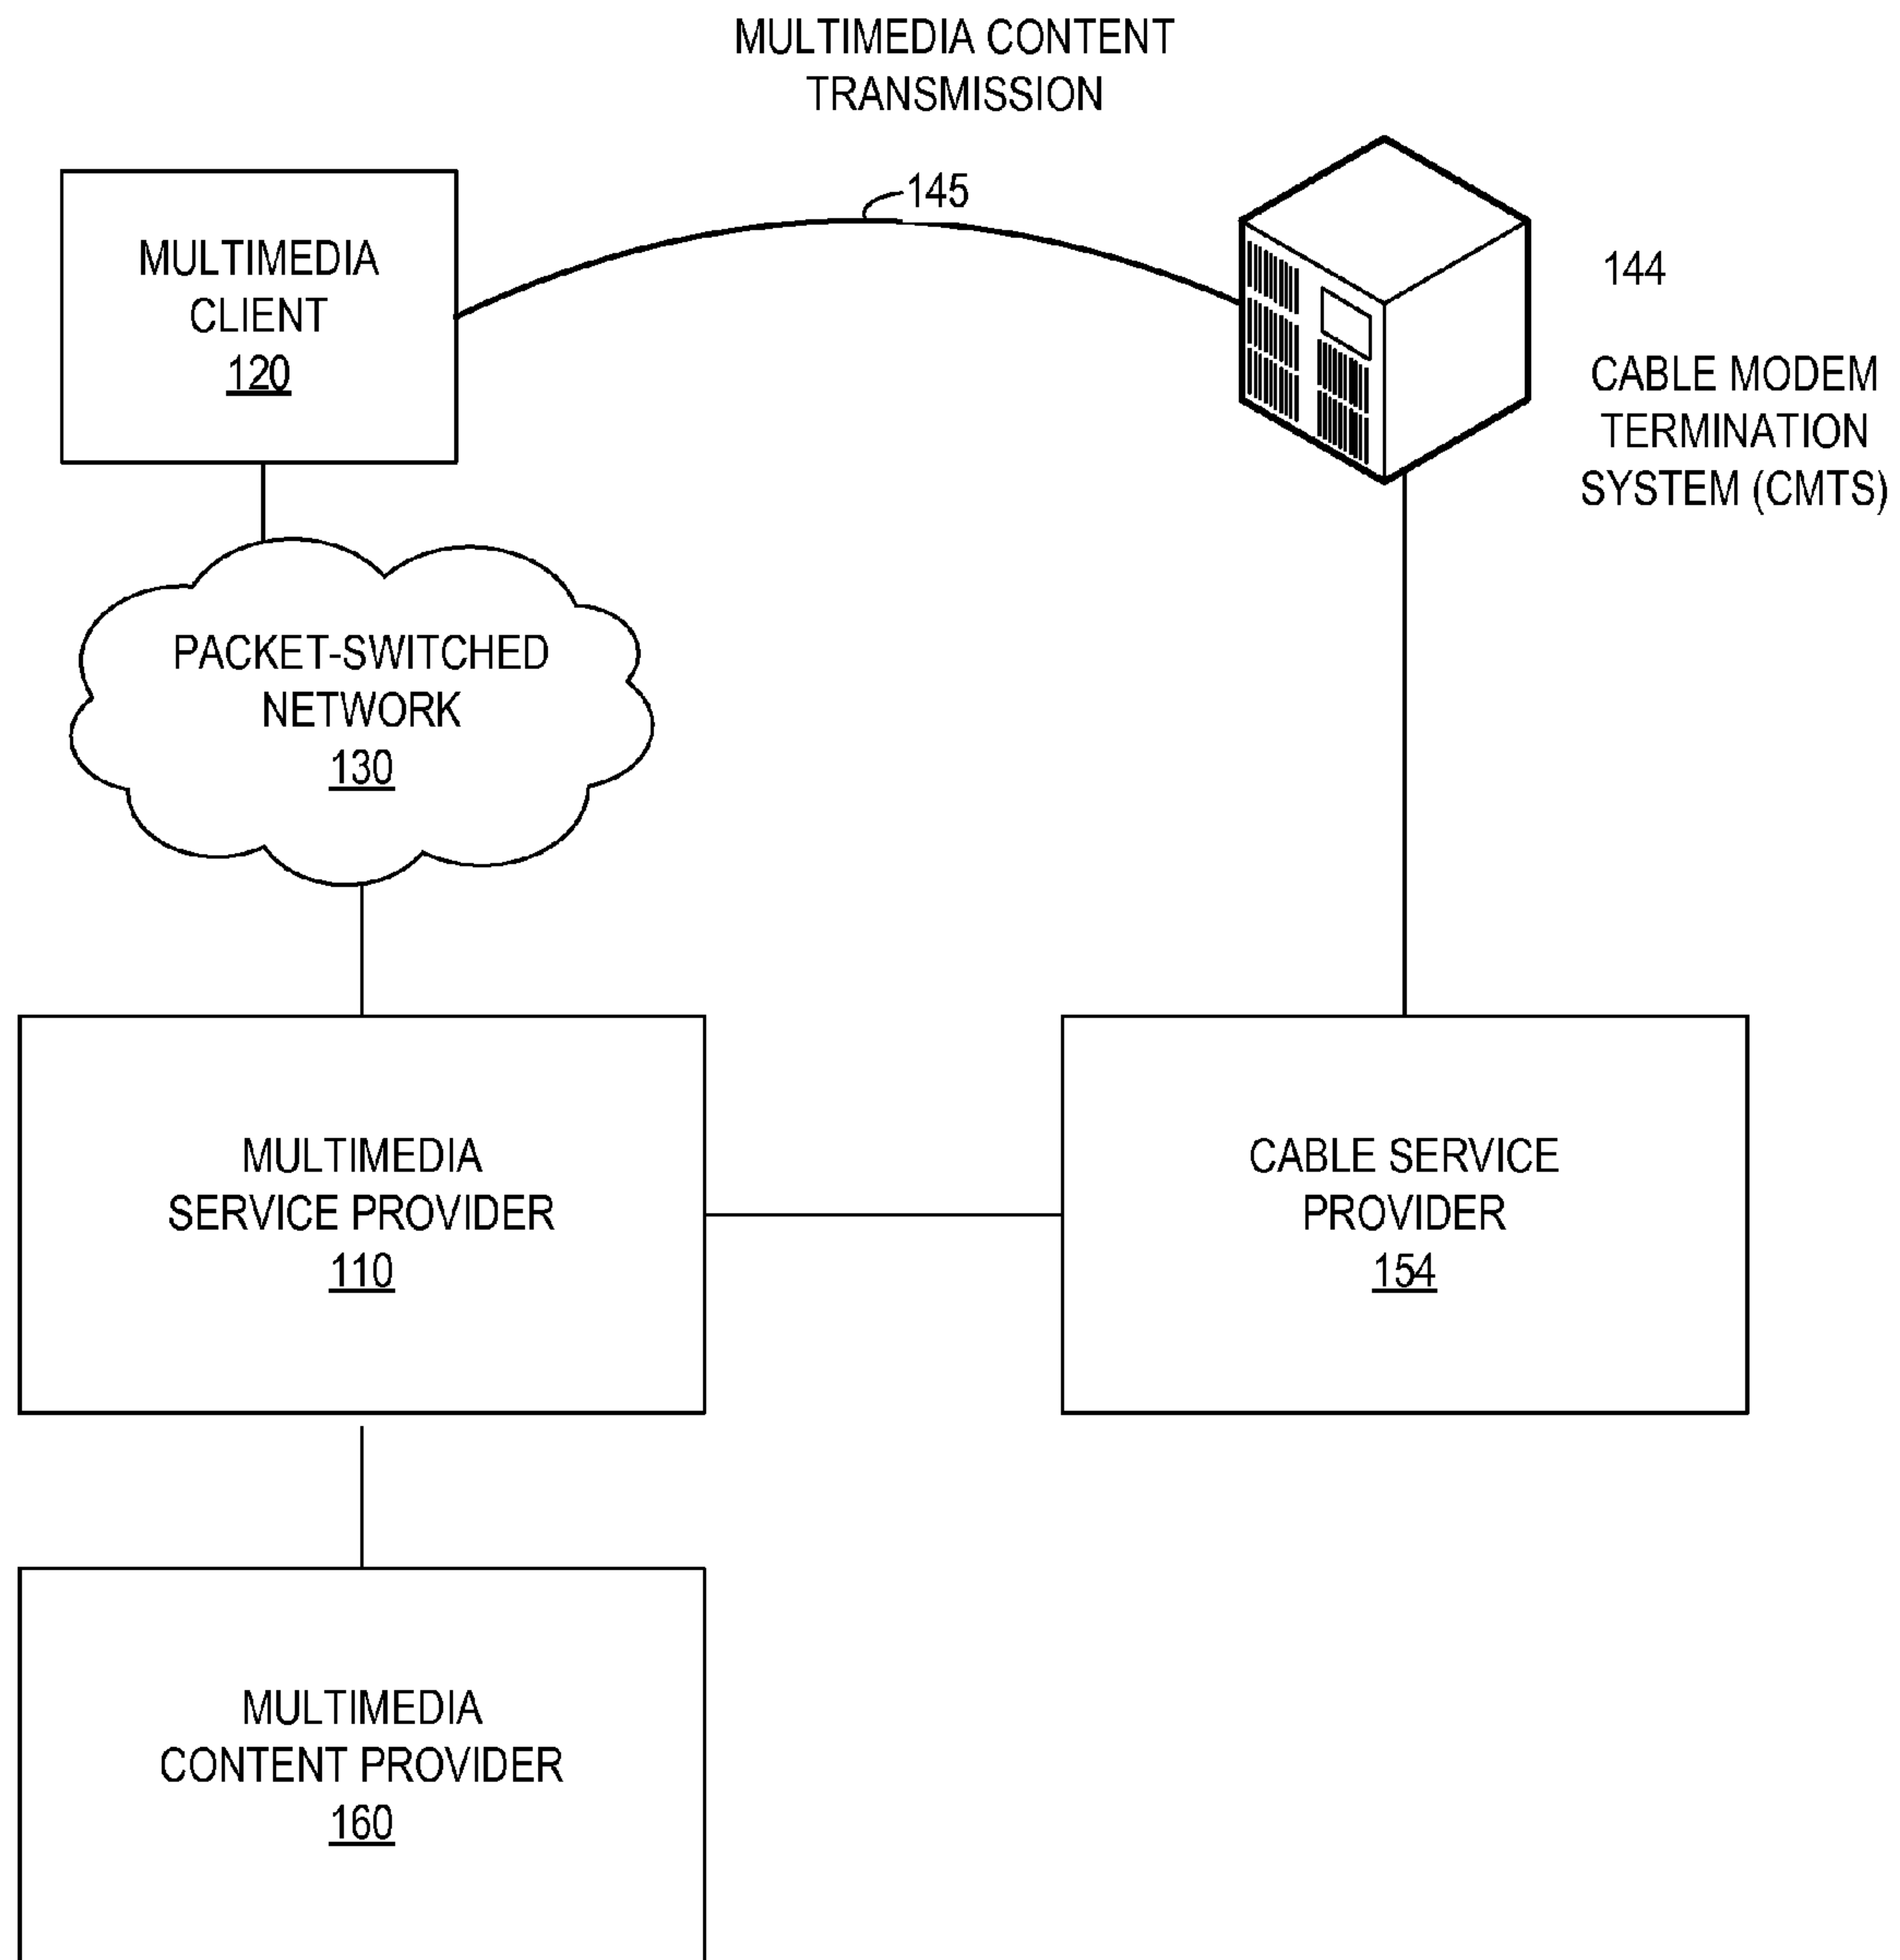 MULTIMEDIA CONTENT
TRANSMISSION
145
MULTIMEDIA
CLIENT
120
144
CABLE MODEM
TERMINATION
SYSTEM (CMTS)
PACKET-SWITCHED
NETWORK
130
MULTIMEDIA
SERVICE PROVIDER
110
CABLE SERVICE
PROVIDER
154
MULTIMEDIA
CONTENT PROVIDER
160